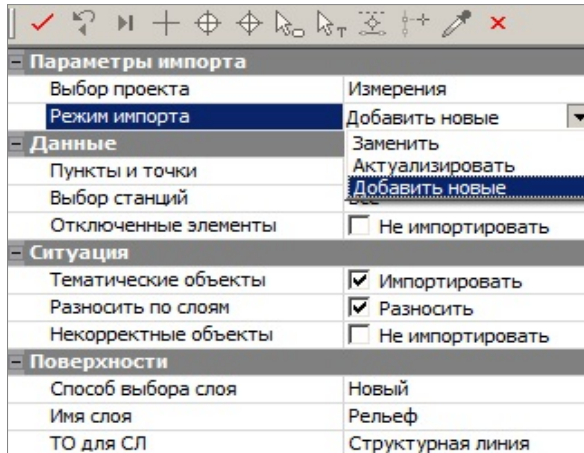 Параметры импорта
Выбор проекта Измерения
Режим импорта Добавить новые
Заменить
Данные Актуализировать
Пункты и точки Добавить новые
Выбор станций
Отключенные элементы Не импортировать
Ситуация
Тематические объекты Импортировать
Разносить по слоям Разносить
Некорректные объекты Не импортировать
Поверхности
Способ выбора слоя Новый
Имя слоя Рельеф
ТО для СЛ Структурная линия